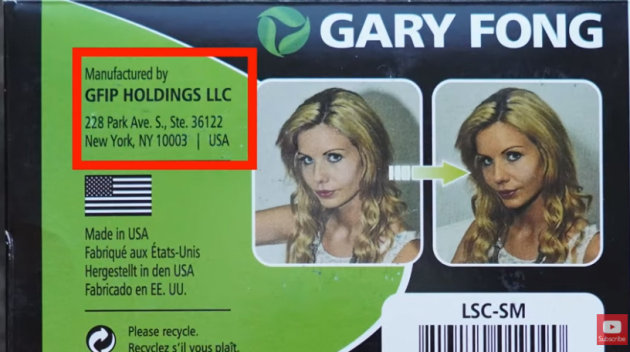 GARY FONG
Manufactured by
GFIP HOLDINGS LLC
228 Park Ave. S., Ste. 36122
New York, NY 10003 | USA
Made in USA
Fabriqué aux États-Unis
Hergestellt in den USA
Fabricado en EE. UU.
Please recycle.
Recyclez s'il vous plaît.
LSC-SM
Subscribe